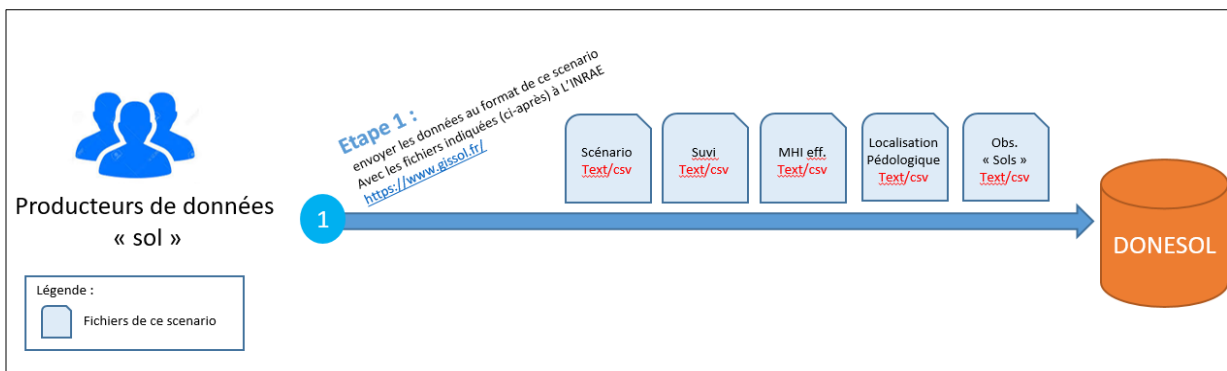 Etape 1 :
envoyer les données au format de ce scenario
Avec les fichiers indiquées (ci-après) à L'INRAE
https://www.gissol.fr/
Scénario
Text/csv
Suvi
Text/csv
MHI eff.
Text/csv
Localisation
Pédologique
Text/csv
Obs.
« Sols »
Text/csv
Producteurs de données
« sol »
1
DONESOL
Légende :
Fichiers de ce scenario